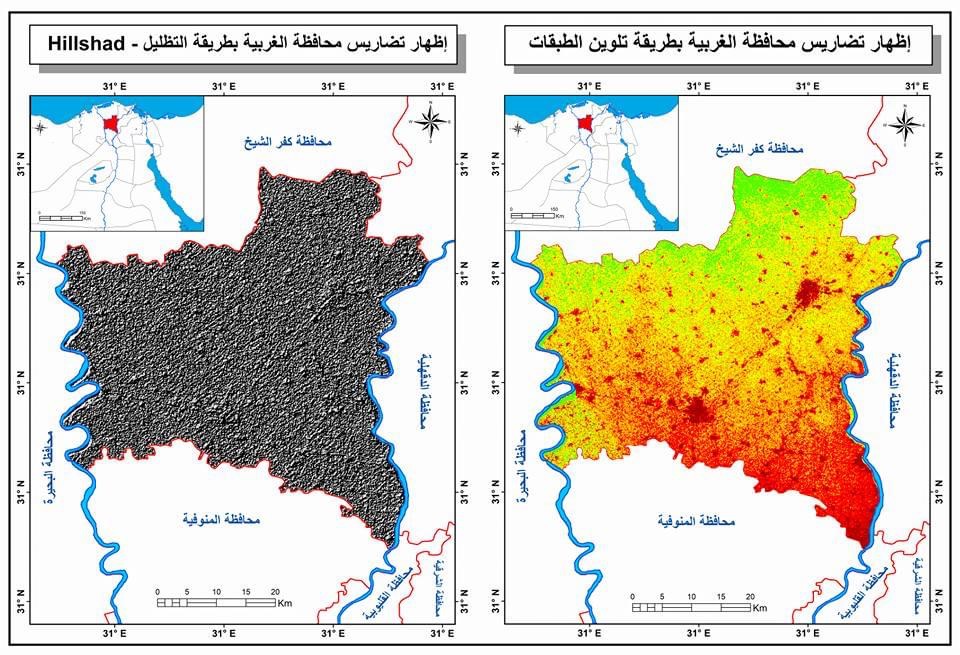 إظهار تضاريس محافظة الغربية بطريقة تلوين الطبقات
31° E 31° E 31° E 31° E
31° N
31° N
31° N
31° N
31° N
N
W E
S
0 150
Km
محافظة كفر الشيخ
محافظة الدقهلية
محافظة المنوفية
محافظة القليوبية
محافظة الشرقية
0 5 10 15 20
Km
31° E 31° E 31° E 31° E
إظهار تضاريس محافظة الغربية بطريقة التظليل - Hillshad
31° E 31° E 31° E 31° E
31° N
31° N
31° N
31° N
31° N
N
W E
S
0 150
Km
محافظة كفر الشيخ
محافظة الدقهلية
محافظة البحيرة
محافظة المنوفية
محافظة القليوبية
محافظة الشرقية
0 5 10 15 20
Km
31° E 31° E 31° E 31° E